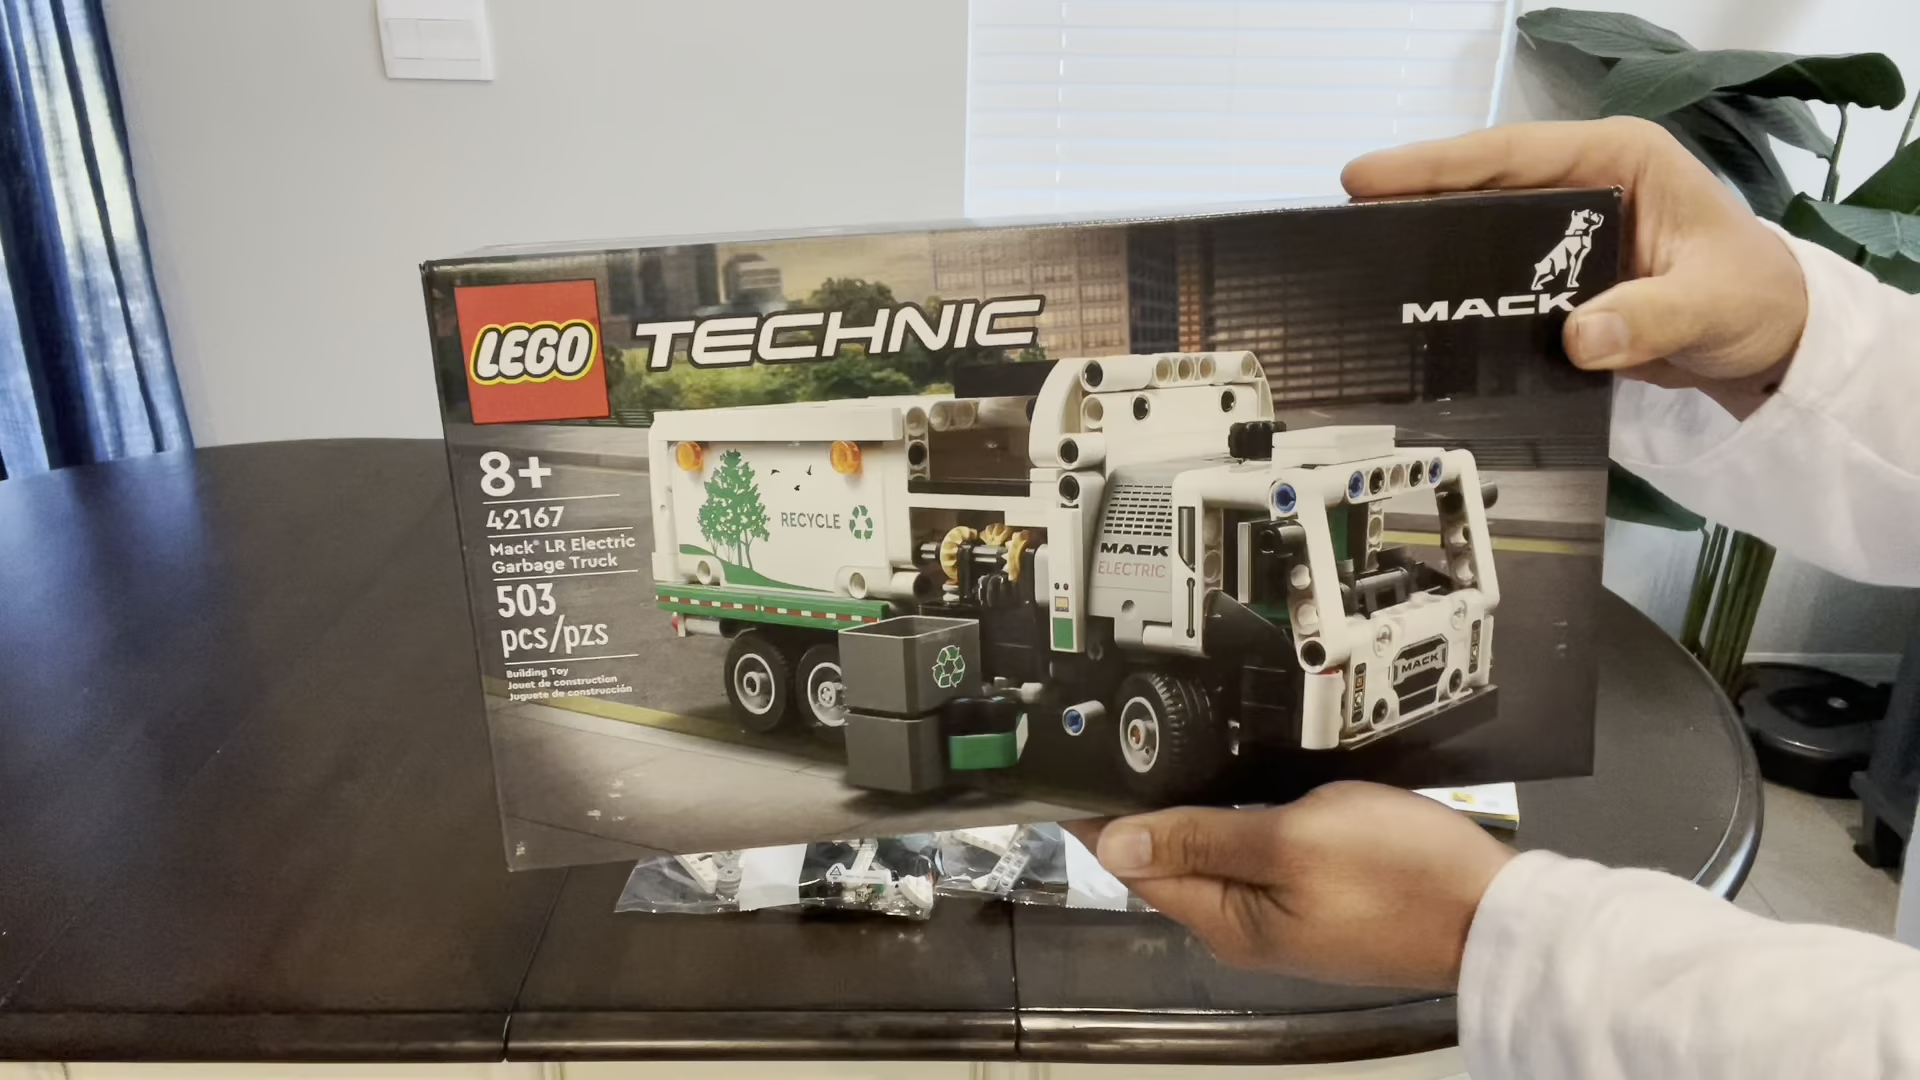 LEGO
TECHNIC
MACK
8+
42167
Mack® LR Electric
Garbage Truck
503
pcs/pzs
Building Toy
Jouet de construction
Juguete de construcción
RECYCLE
MACK
ELECTRIC
MACK